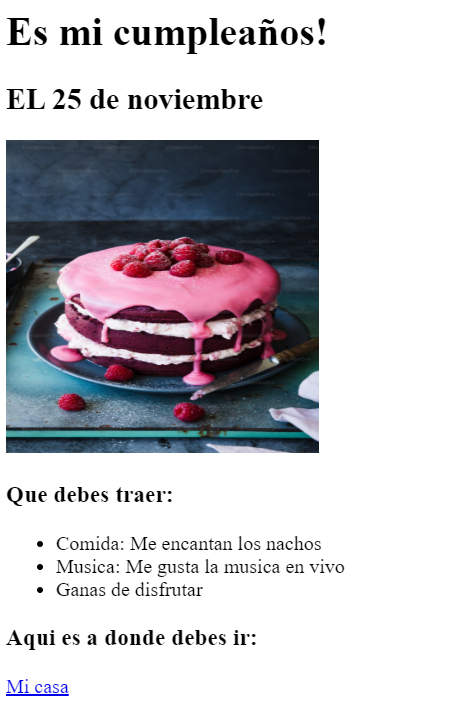 Es mi cumpleaños!
EL 25 de noviembre
Que debes traer:
Comida: Me encantan los nachos
Musica: Me gusta la musica en vivo
Ganas de disfrutar
Aqui es a donde debes ir:
Mi casa